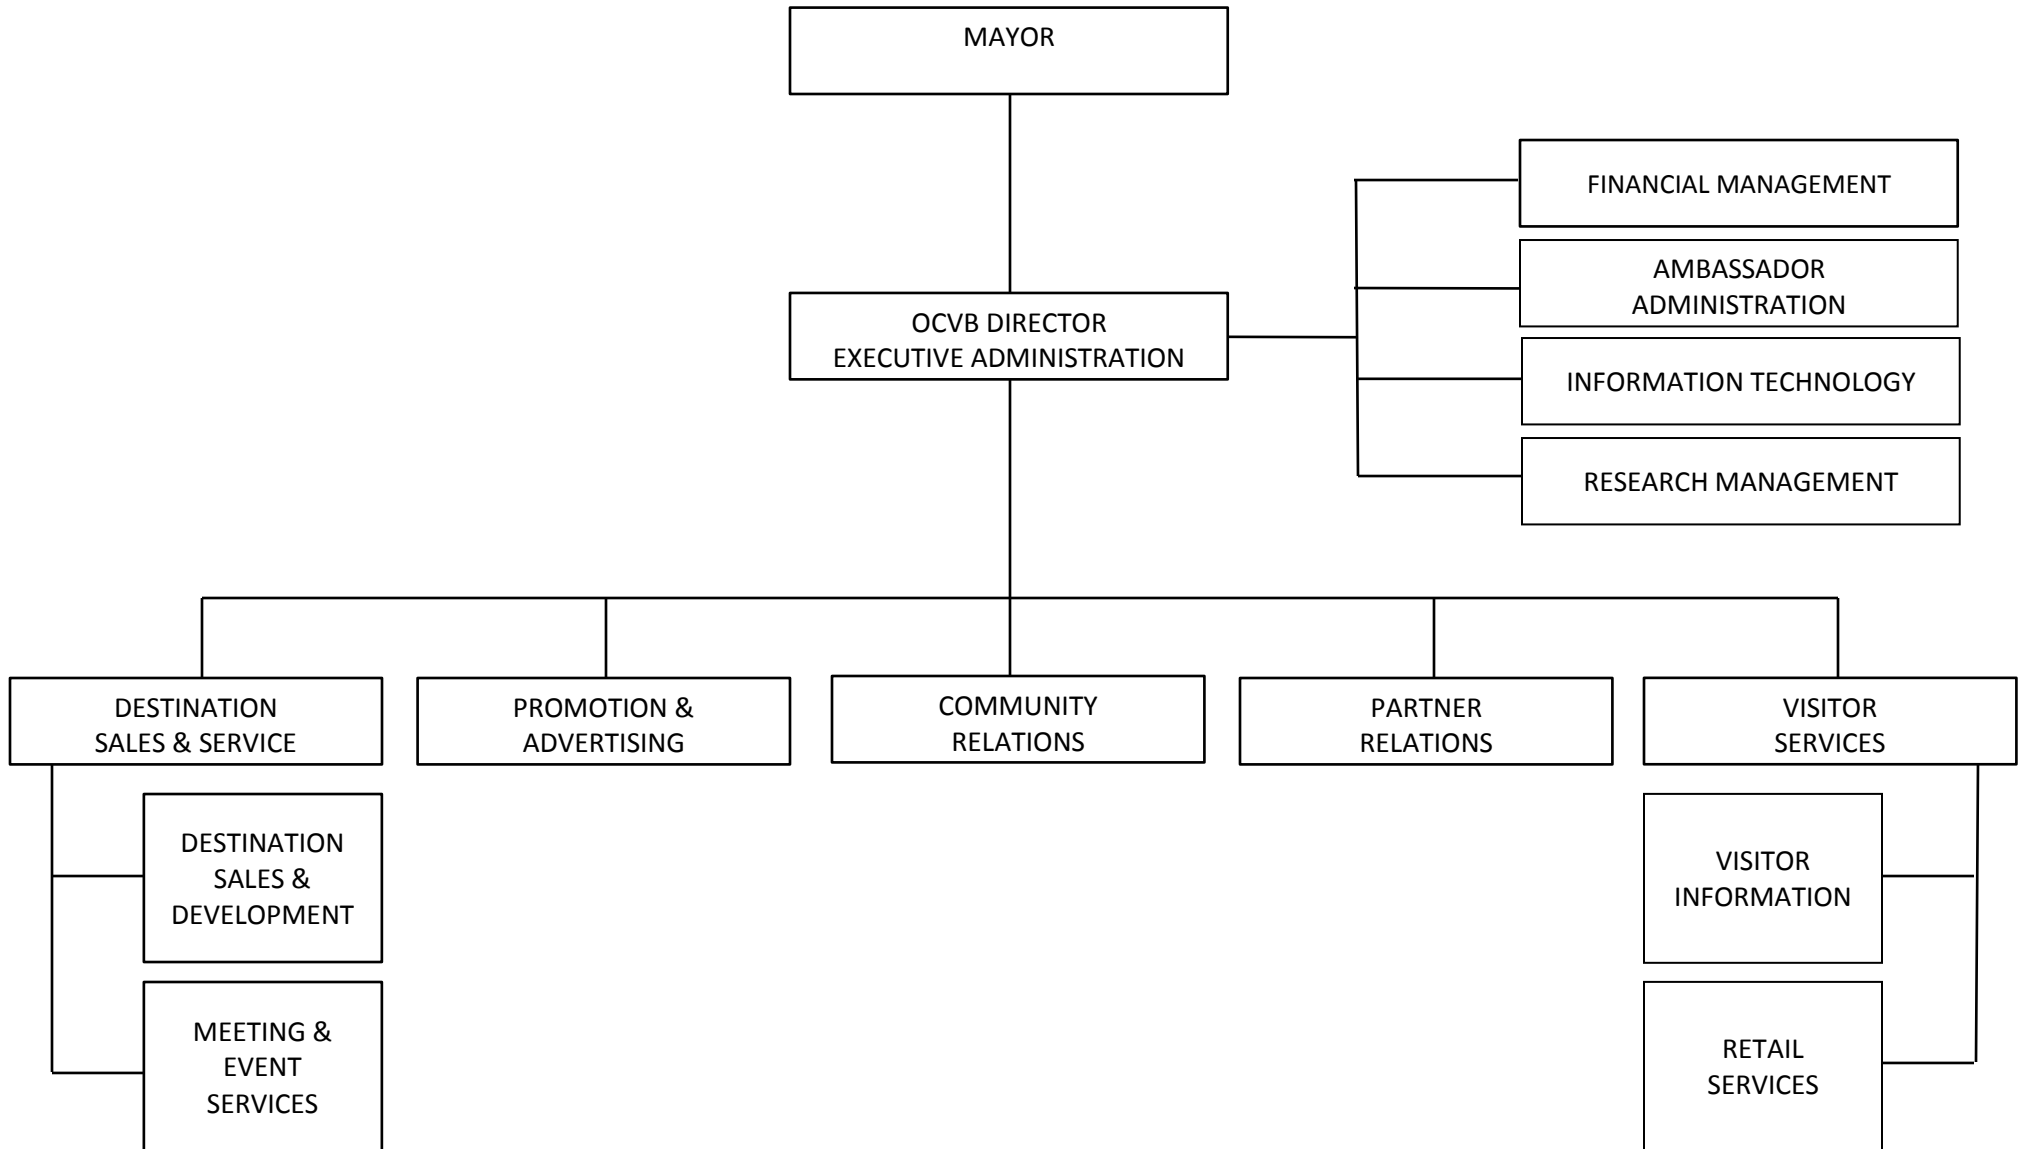 MAYOR
FINANCIAL MANAGEMENT
AMBASSADOR
ADMINISTRATION
OCVB DIRECTOR
EXECUTIVE ADMINISTRATION
INFORMATION TECHNOLOGY
RESEARCH MANAGEMENT
DESTINATION
SALES & SERVICE
PROMOTION &
ADVERTISING
COMMUNITY
RELATIONS
PARTNER
RELATIONS
VISITOR
SERVICES
DESTINATION
SALES &
DEVELOPMENT
VISITOR
INFORMATION
MEETING &
EVENT
SERVICES
RETAIL
SERVICES